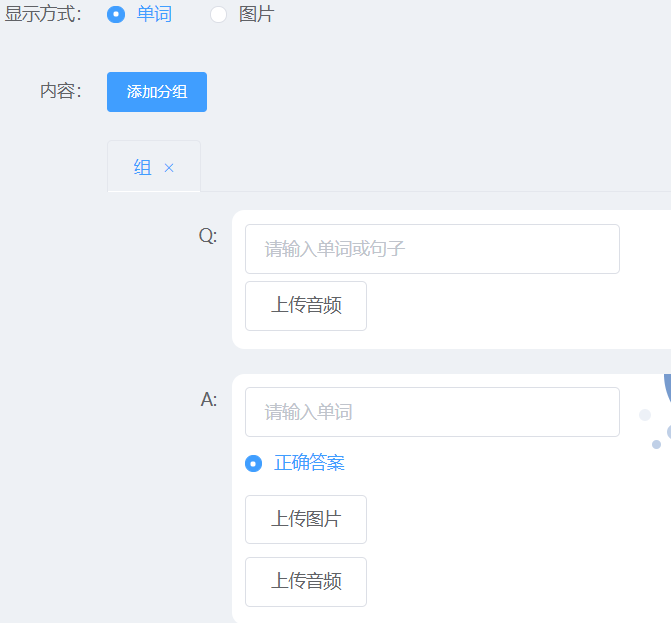 显示方式： 单词 图片
内容： 添加分组
组 ×
Q: 请输入单词或句子
上传音频
A: 请输入单词
正确答案
上传图片
上传音频